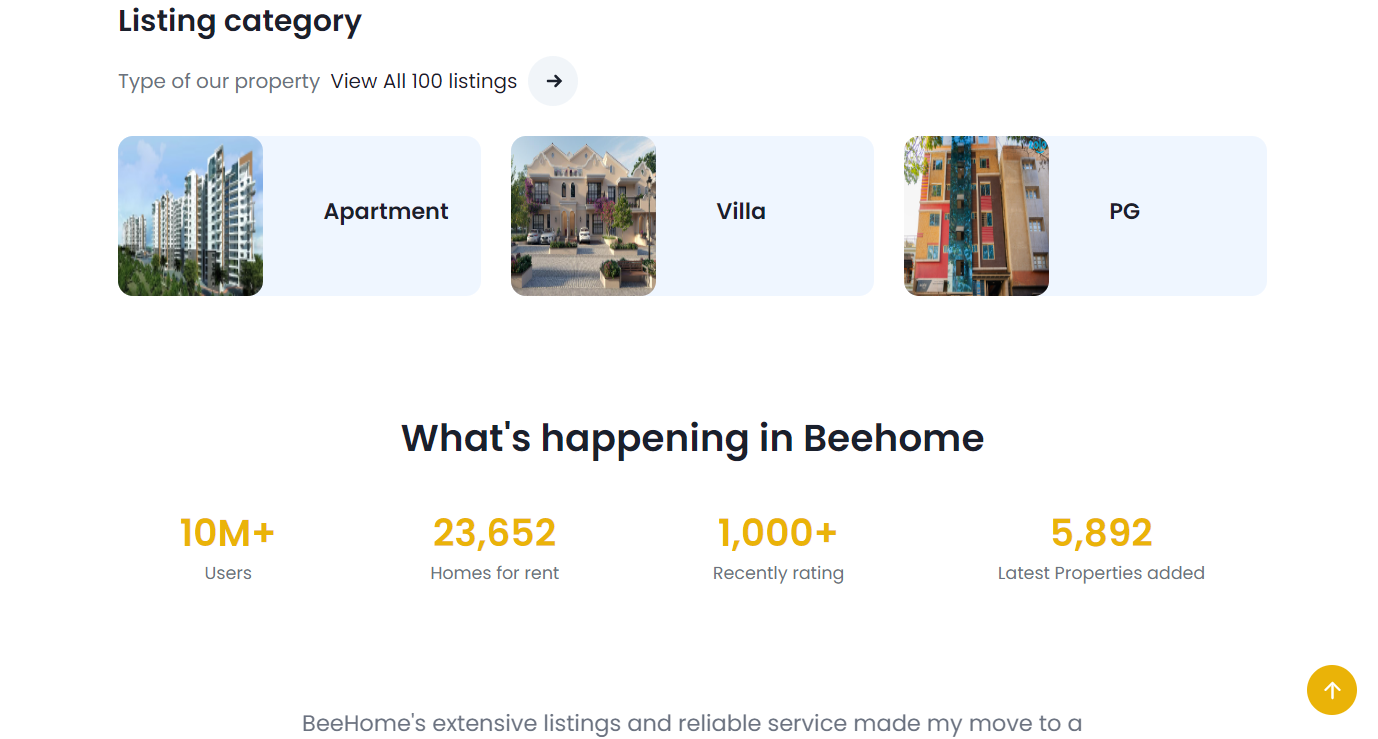 Listing category
Type of our property View All 100 listings
Apartment
Villa
PG
What's happening in Beehome
10M+
Users
23,652
Homes for rent
1,000+
Recently rating
5,892
Latest Properties added
BeeHome's extensive listings and reliable service made my move to a